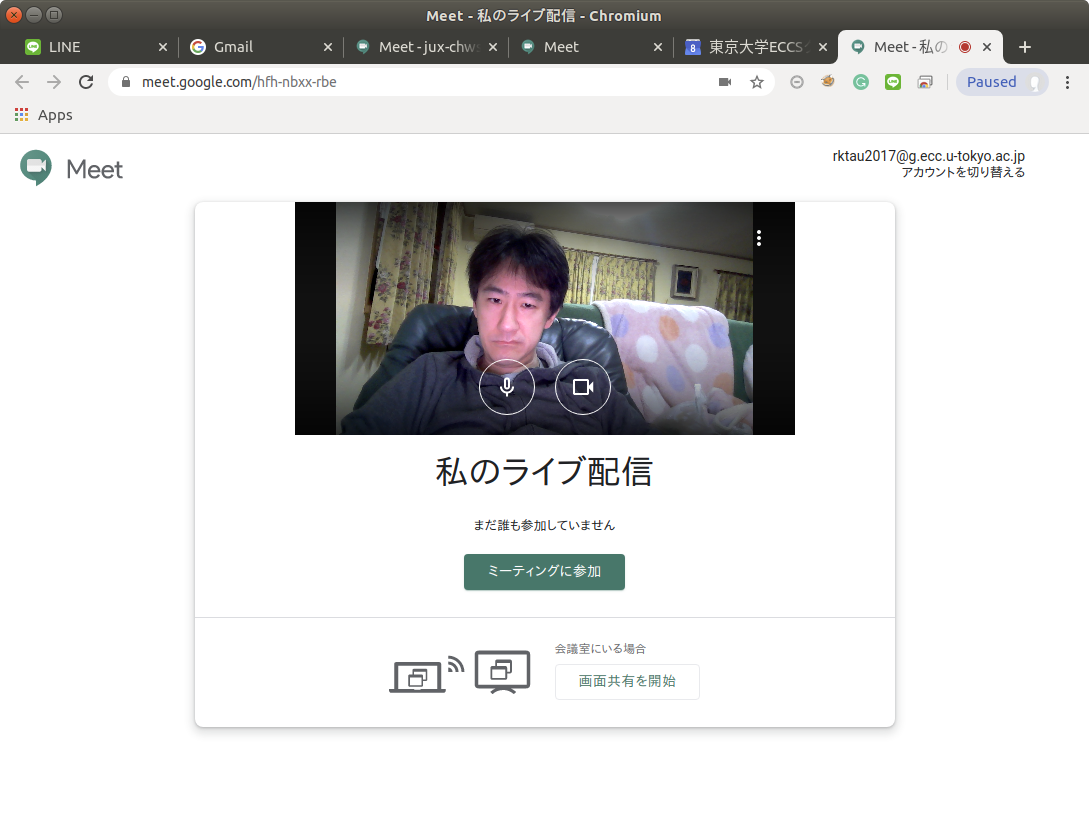 Meet - 私のライブ配信 - Chromium
LINE
Gmail
Meet - jux-chw
Meet
東京大学ECCS
Meet - 私の
meet.google.com/hfh-nbxx-rbe
Paused
Apps
Meet
rktau2017@g.ecc.u-tokyo.ac.jp
アカウントを切り替える
私のライブ配信
まだ誰も参加していません
ミーティングに参加
会議室にいる場合
画面共有を開始